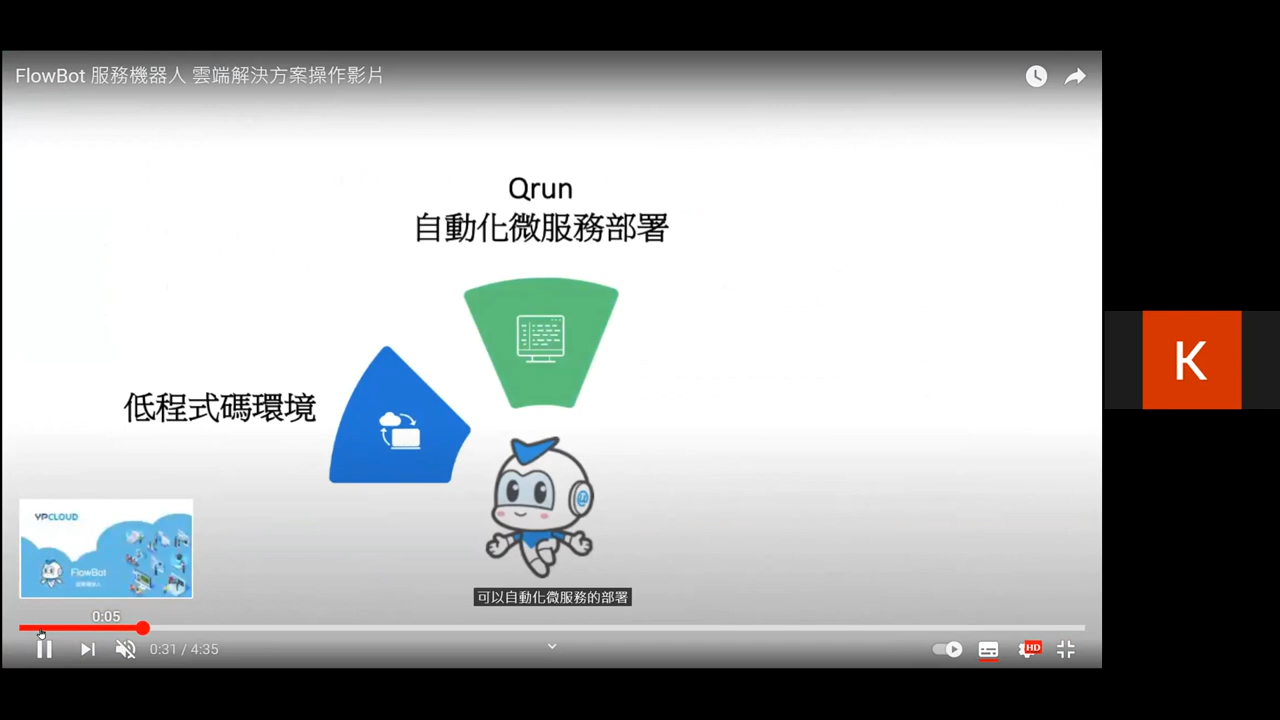 FlowBot 服務機器人 雲端解決方案操作影片
Qrun
自動化微服務部署
低程式碼環境
K
YPCLOUD
FlowBot
可以自動化微服務的部署
0:05
0:31 / 4:35
HD